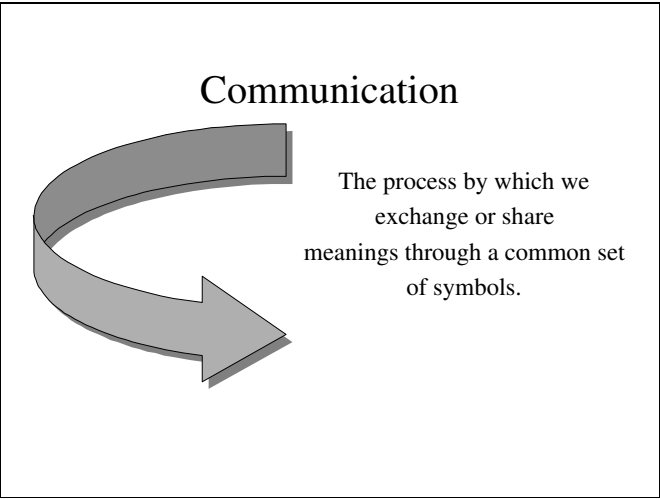 Communication
The process by which we
exchange or share
meanings through a common set
of symbols.